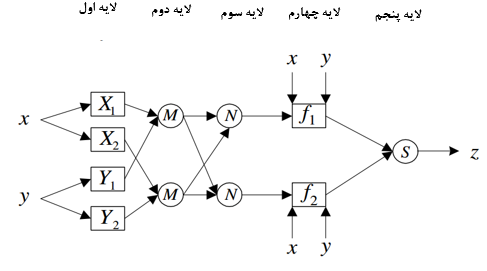 لایه اول لایه دوم لایه سوم لایه چهارم لایه پنجم
x y
X1 M N f1
x X2
S z
y Y1
Y2 M N f2
x y